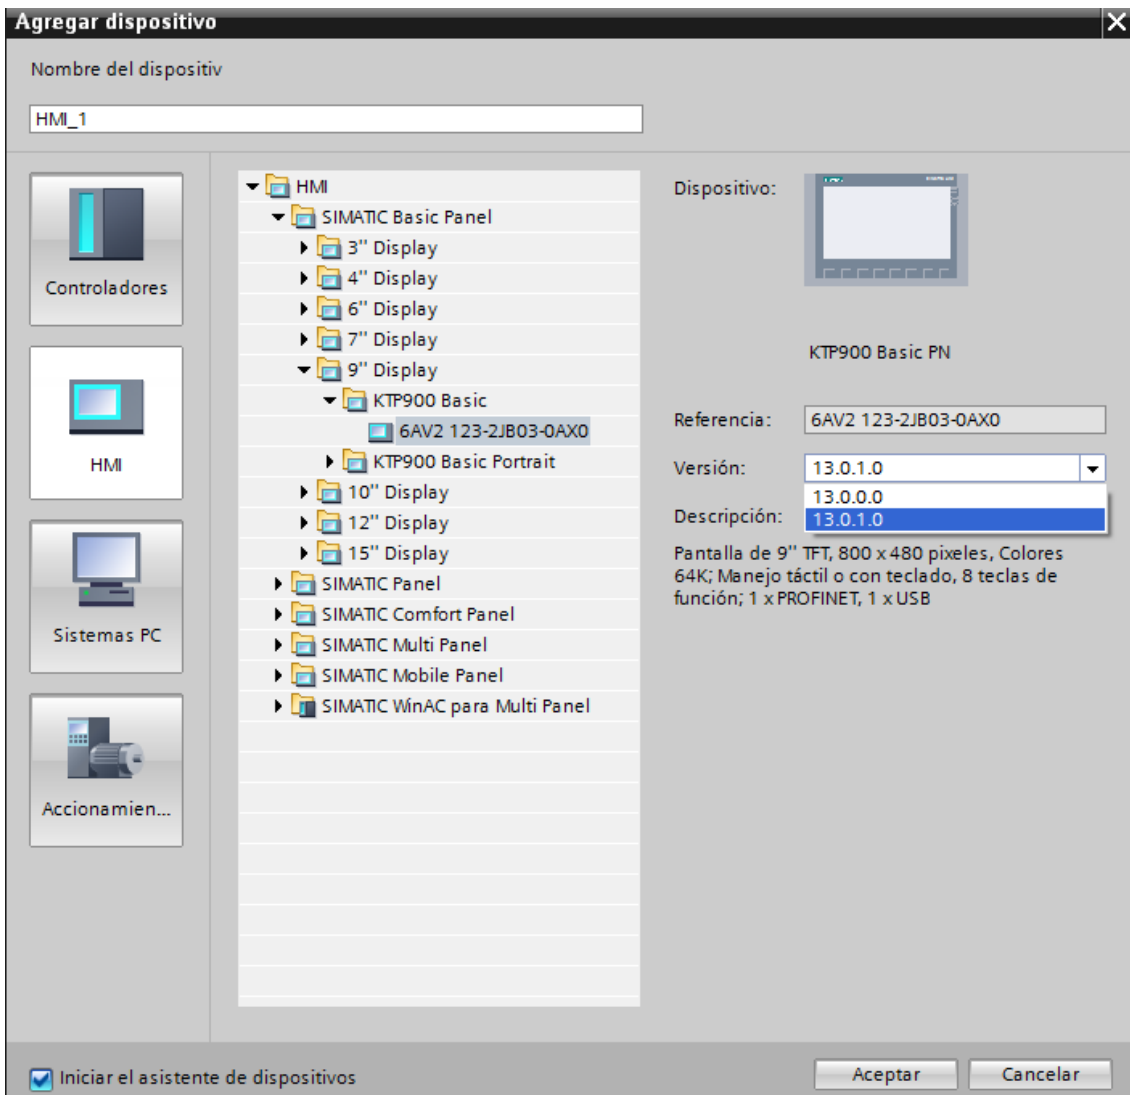 Agregar dispositivo
Nombre del dispositiv
HMI_1
Controladores
HMI
Sistemas PC
Accionamien...
HMI
SIMATIC Basic Panel
3'' Display
4'' Display
6'' Display
7'' Display
9'' Display
KTP900 Basic
6AV2 123-2JB03-0AX0
KTP900 Basic Portrait
10'' Display
12'' Display
15'' Display
SIMATIC Panel
SIMATIC Comfort Panel
SIMATIC Multi Panel
SIMATIC Mobile Panel
SIMATIC WinAC para Multi Panel
Dispositivo:
KTP900 Basic PN
Referencia:
6AV2 123-2JB03-0AX0
Versión:
13.0.1.0
13.0.0.0
13.0.1.0
Descripción:
Pantalla de 9'' TFT, 800 x 480 pixeles, Colores
64K; Manejo táctil o con teclado, 8 teclas de
función; 1 x PROFINET, 1 x USB
Iniciar el asistente de dispositivos
Aceptar
Cancelar